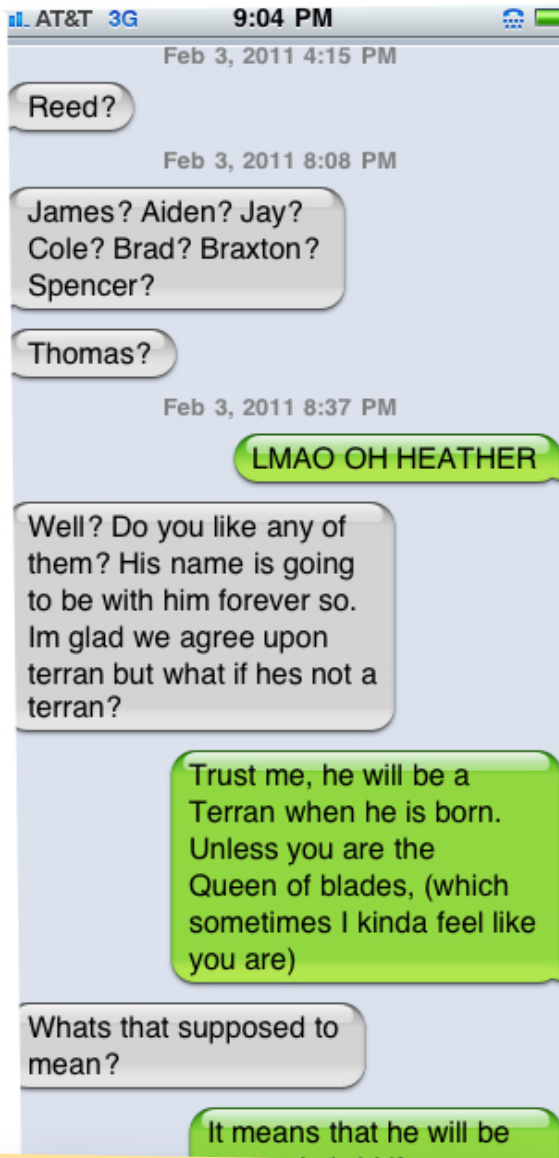 AT&T 3G 9:04 PM
Feb 3, 2011 4:15 PM
Reed?
Feb 3, 2011 8:08 PM
James? Aiden? Jay?
Cole? Brad? Braxton?
Spencer?
Thomas?
Feb 3, 2011 8:37 PM
LMAO OH HEATHER
Well? Do you like any of
them? His name is going
to be with him forever so.
Im glad we agree upon
terran but what if hes not a
terran?
Trust me, he will be a
Terran when he is born.
Unless you are the
Queen of blades, (which
sometimes I kinda feel like
you are)
Whats that supposed to
mean?
It means that he will be